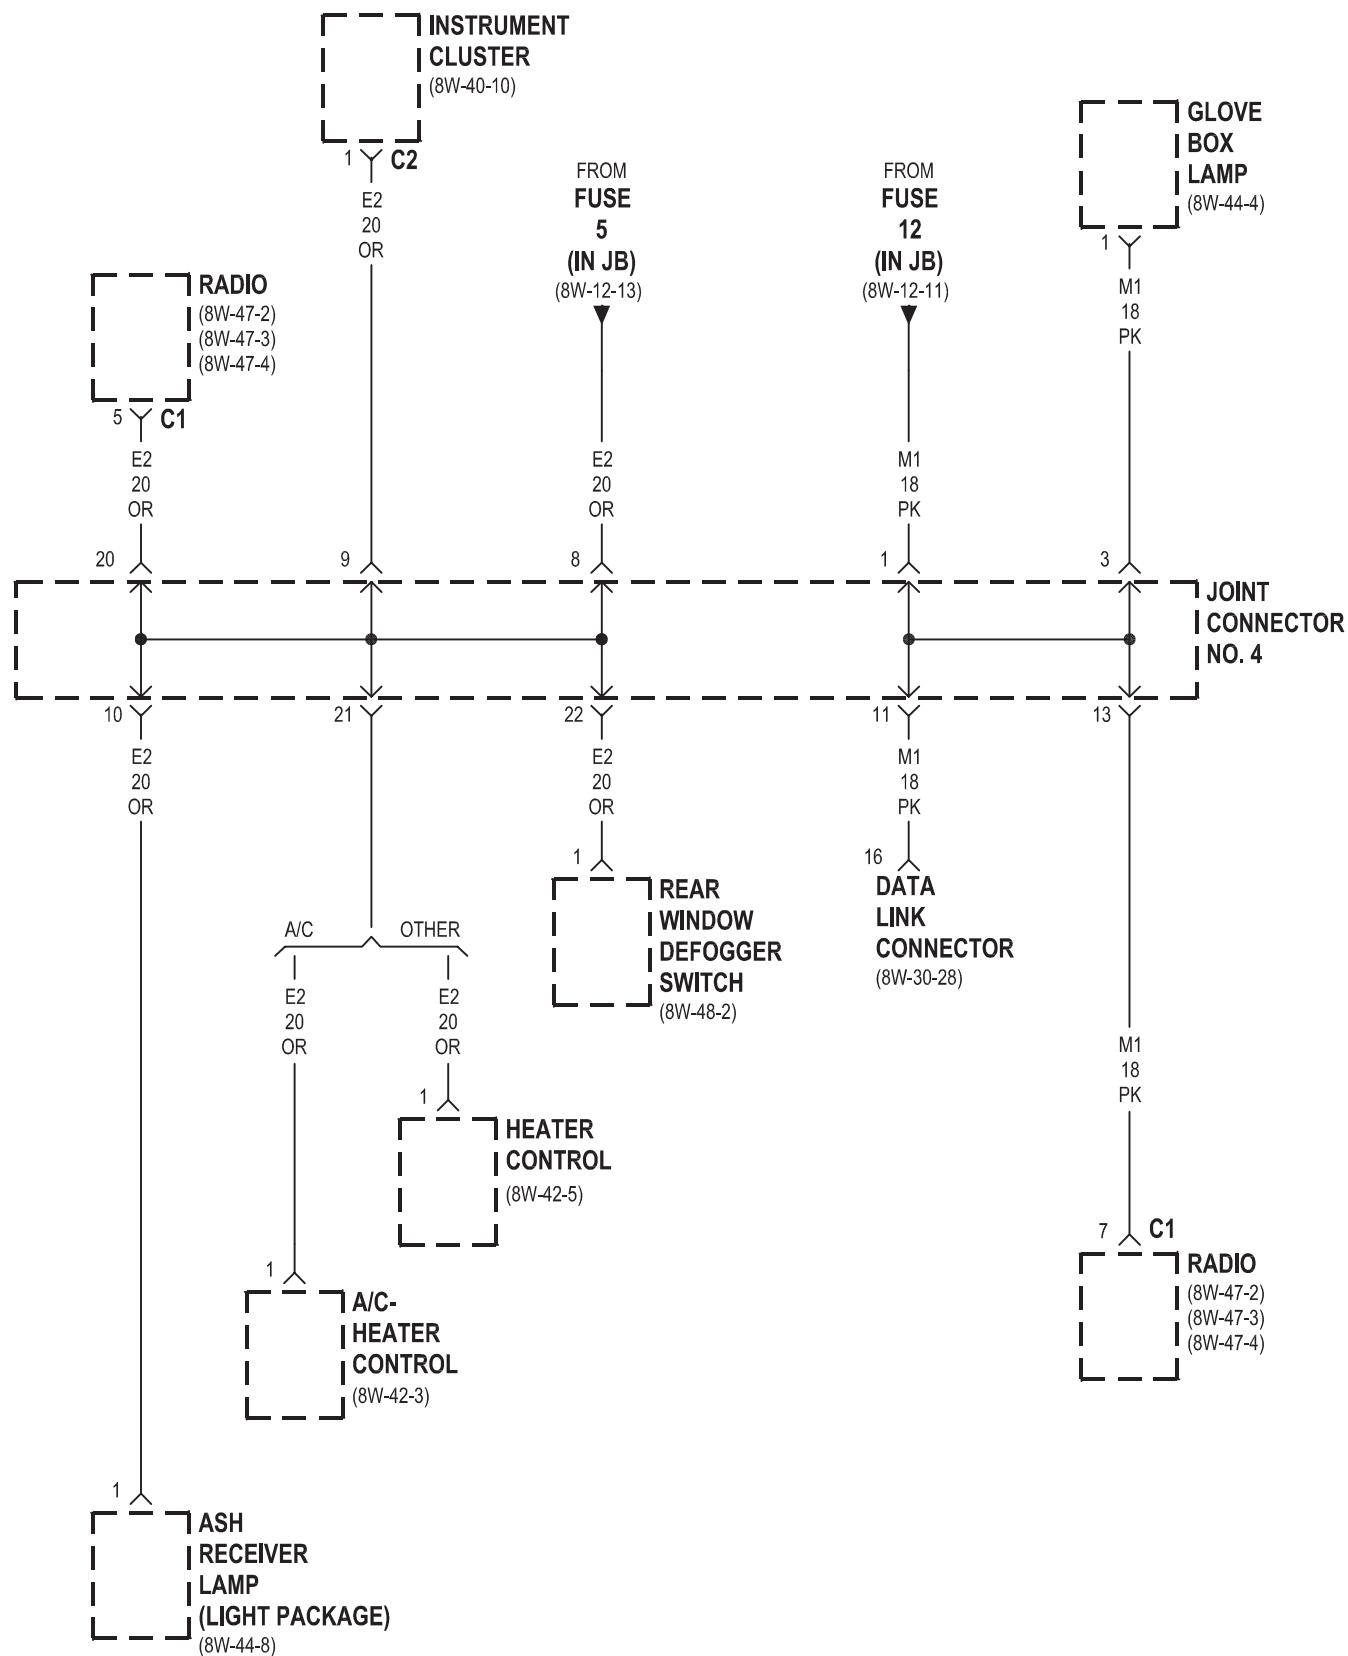 INSTRUMENT
CLUSTER
(8W-40-10)
1
C2
E2
20
OR
GLOVE
BOX
LAMP
(8W-44-4)
1
M1
18
PK
FROM
FUSE
5
(IN JB)
(8W-12-13)
FROM
FUSE
12
(IN JB)
(8W-12-11)
RADIO
(8W-47-2)
(8W-47-3)
(8W-47-4)
5
C1
E2
20
OR
E2
20
OR
M1
18
PK
20
9
8
1
3
JOINT
CONNECTOR
NO. 4
10
21
22
11
13
E2
20
OR
E2
20
OR
M1
18
PK
1
REAR
WINDOW
DEFOGGER
SWITCH
(8W-48-2)
16
DATA
LINK
CONNECTOR
(8W-30-28)
A/C
OTHER
E2
20
OR
E2
20
OR
M1
18
PK
1
HEATER
CONTROL
(8W-42-5)
7
C1
RADIO
(8W-47-2)
(8W-47-3)
(8W-47-4)
1
A/C-
HEATER
CONTROL
(8W-42-3)
1
ASH
RECEIVER
LAMP
(LIGHT PACKAGE)
(8W-44-8)